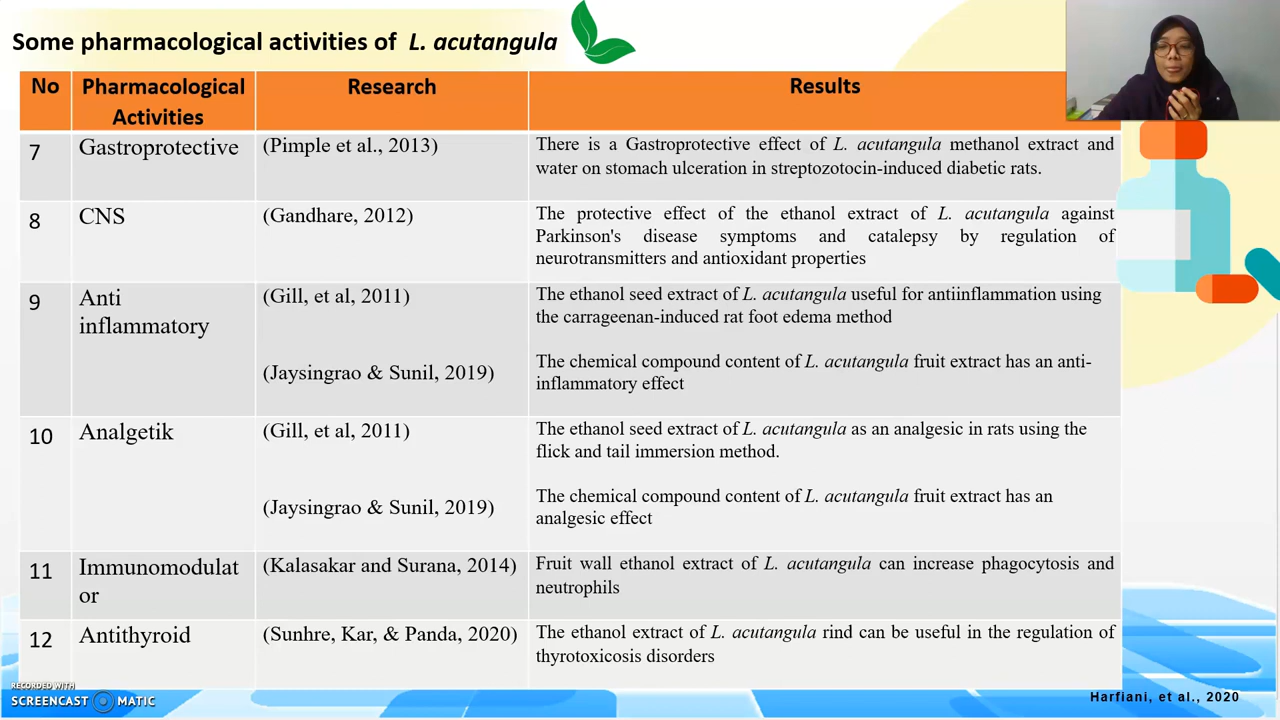 Some pharmacological activities of L. acutangula
No
Pharmacological
Activities
Research
Results
7
Gastroprotective
(Pimple et al., 2013)
There is a Gastroprotective effect of L. acutangula methanol extract and
water on stomach ulceration in streptozotocin-induced diabetic rats.
8
CNS
(Gandhare, 2012)
The protective effect of the ethanol extract of L. acutangula against
Parkinson's disease symptoms and catalepsy by regulation of
neurotransmitters and antioxidant properties
9
Anti
inflammatory
(Gill, et al, 2011)
The ethanol seed extract of L. acutangula useful for antiinflammation using
the carrageenan-induced rat foot edema method
(Jaysingrao & Sunil, 2019)
The chemical compound content of L. acutangula fruit extract has an anti-
inflammatory effect
10
Analgetik
(Gill, et al, 2011)
The ethanol seed extract of L. acutangula as an analgesic in rats using the
flick and tail immersion method.
(Jaysingrao & Sunil, 2019)
The chemical compound content of L. acutangula fruit extract has an
analgesic effect
11
Immunomodulat
or
(Kalasakar and Surana, 2014)
Fruit wall ethanol extract of L. acutangula can increase phagocytosis and
neutrophils
12
Antithyroid
(Sunhre, Kar, & Panda, 2020)
The ethanol extract of L. acutangula rind can be useful in the regulation of
thyrotoxicosis disorders
RECORDED WITH
SCREENCAST MATIC
Harfiani, et al., 2020